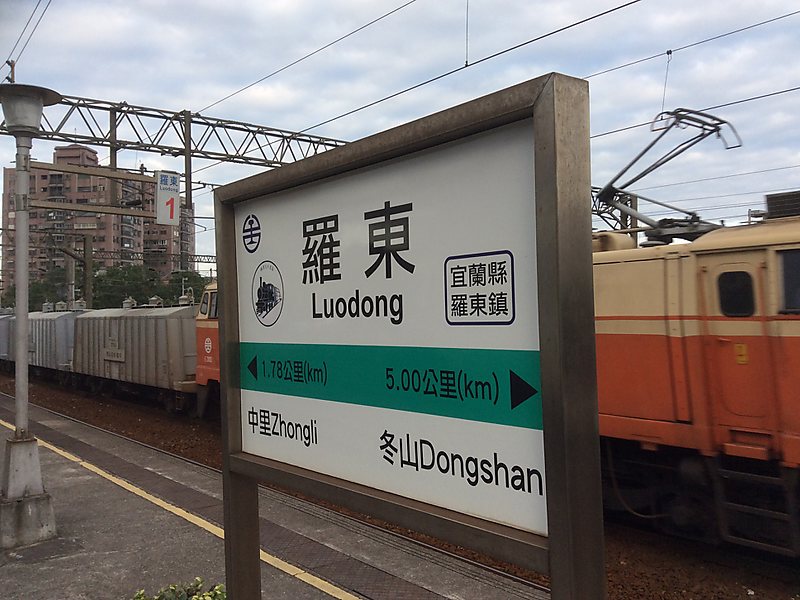 羅東
Luodong
1
羅東
Luodong
宜蘭縣
羅東鎮
1.78公里(km)
5.00公里(km)
中里Zhongli
冬山Dongshan